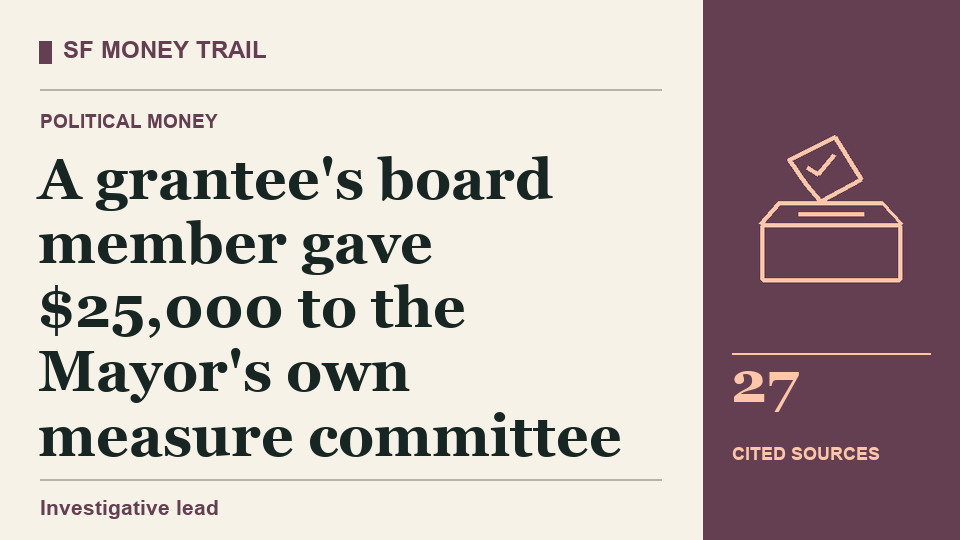 SF MONEY TRAIL
POLITICAL MONEY
A grantee's board
member gave
$25,000 to the
Mayor's own
measure committee
Investigative lead
27
CITED SOURCES